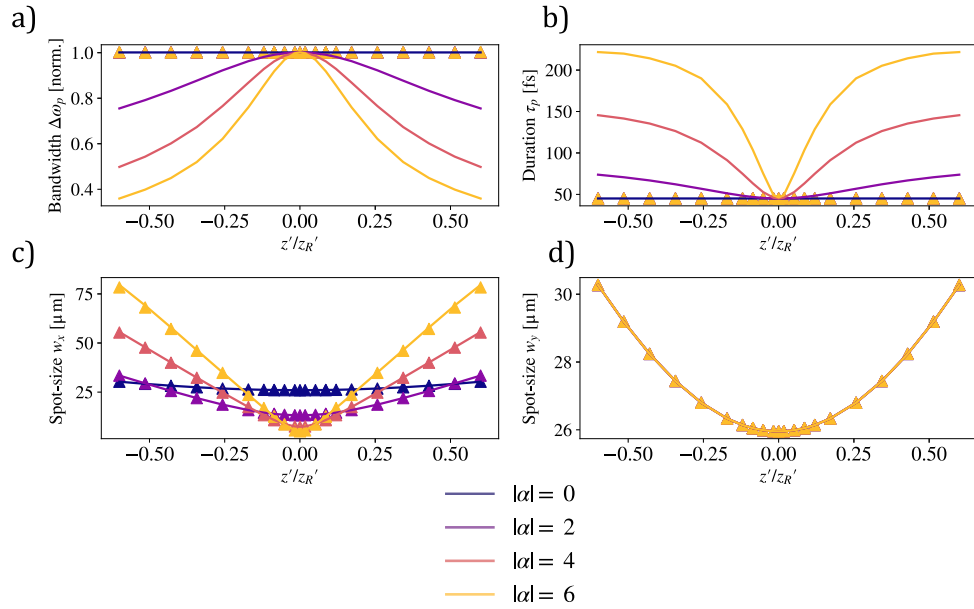 a)
Bandwidth Δω_p [norm.]
1.0
0.8
0.6
0.4
−0.50 −0.25 0.00 0.25 0.50
z′/z_R′
b)
Duration τ_p [fs]
200
150
100
50
−0.50 −0.25 0.00 0.25 0.50
z′/z_R′
c)
Spot-size w_x [μm]
75
50
25
−0.50 −0.25 0.00 0.25 0.50
z′/z_R′
d)
Spot-size w_y [μm]
30
28
26
−0.50 −0.25 0.00 0.25 0.50
z′/z_R′
|α| = 0
|α| = 2
|α| = 4
|α| = 6